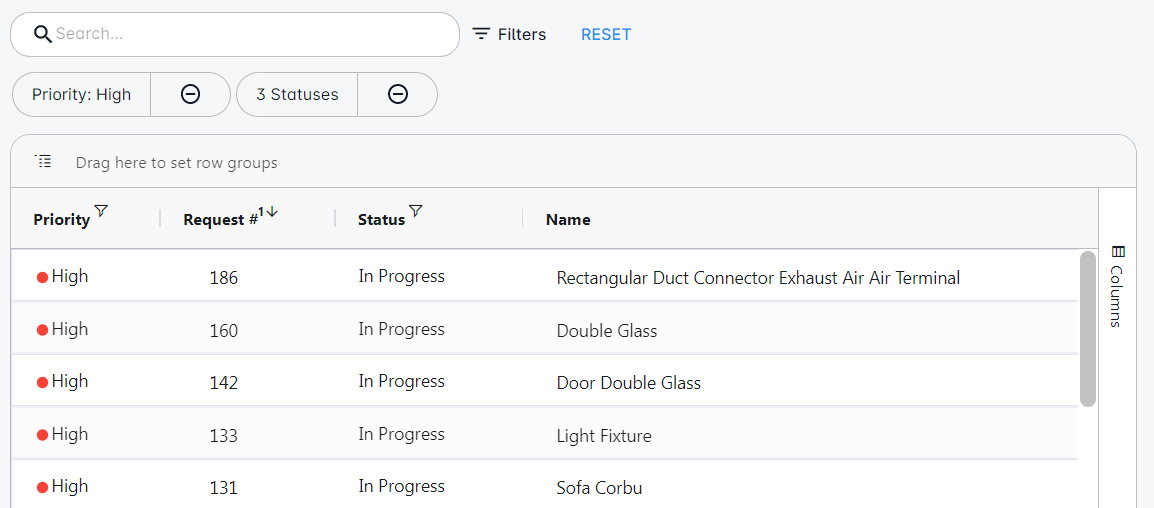 Search... Filters RESET
Priority: High 3 Statuses
Drag here to set row groups
Priority Request #1 Status Name
High 186 In Progress Rectangular Duct Connector Exhaust Air Air Terminal
High 160 In Progress Double Glass
High 142 In Progress Door Double Glass
High 133 In Progress Light Fixture
High 131 In Progress Sofa Corbu
Columns